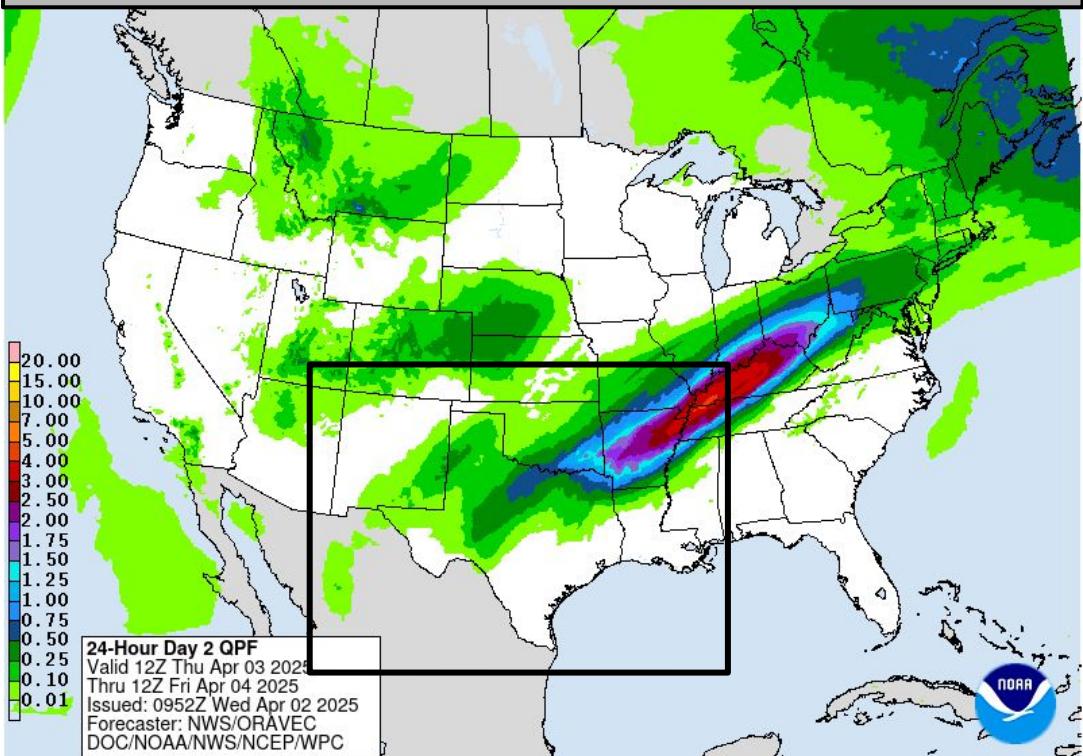 20.00
15.00
10.00
7.00
5.00
4.00
3.00
2.50
2.00
1.75
1.50
1.25
1.00
0.75
0.50
0.25
0.10
0.01
24-Hour Day 2 QPF
Valid 12Z Thu Apr 03 2025
Thru 12Z Fri Apr 04 2025
Issued: 0952Z Wed Apr 02 2025
Forecaster: NWS/ORAVEC
DOC/NOAA/NWS/NCEP/WPC
NOAA